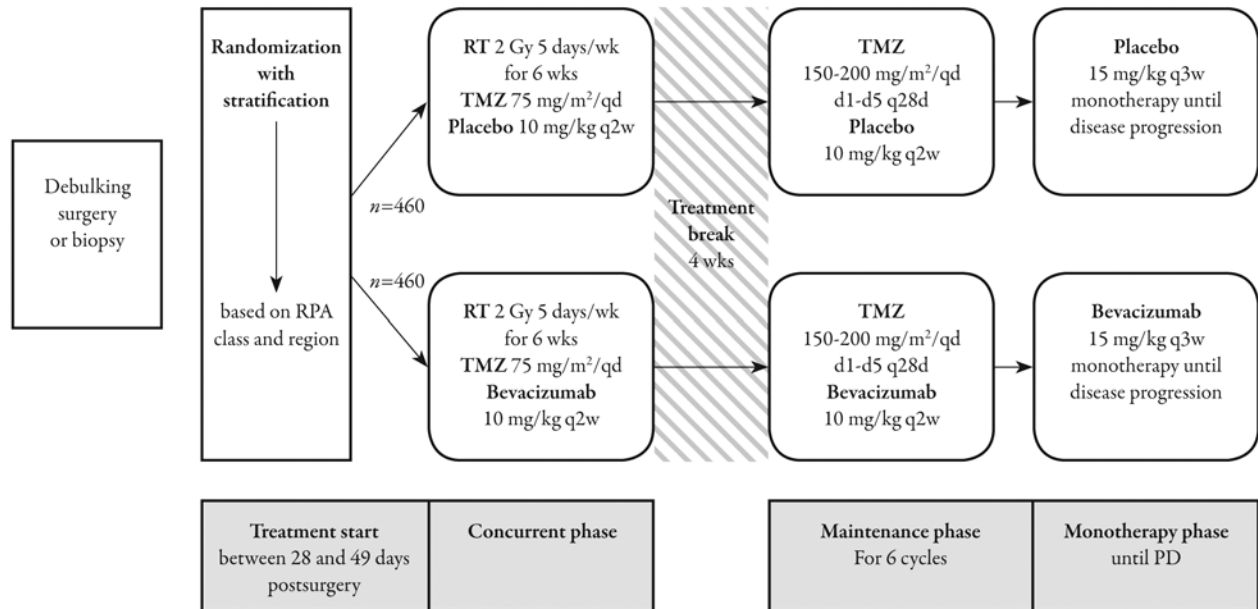 Debulking
surgery
or biopsy
Randomization
with
stratification
based on RPA
class and region
n=460
n=460
RT 2 Gy 5 days/wk
for 6 wks
TMZ 75 mg/m²/qd
Placebo 10 mg/kg q2w
RT 2 Gy 5 days/wk
for 6 wks
TMZ 75 mg/m²/qd
Bevacizumab
10 mg/kg q2w
Treatment
break
4 wks
TMZ
150-200 mg/m²/qd
d1-d5 q28d
Placebo
10 mg/kg q2w
TMZ
150-200 mg/m²/qd
d1-d5 q28d
Bevacizumab
10 mg/kg q2w
Placebo
15 mg/kg q3w
monotherapy until
disease progression
Bevacizumab
15 mg/kg q3w
monotherapy until
disease progression
Treatment start
between 28 and 49 days
postsurgery
Concurrent phase
Maintenance phase
For 6 cycles
Monotherapy phase
until PD